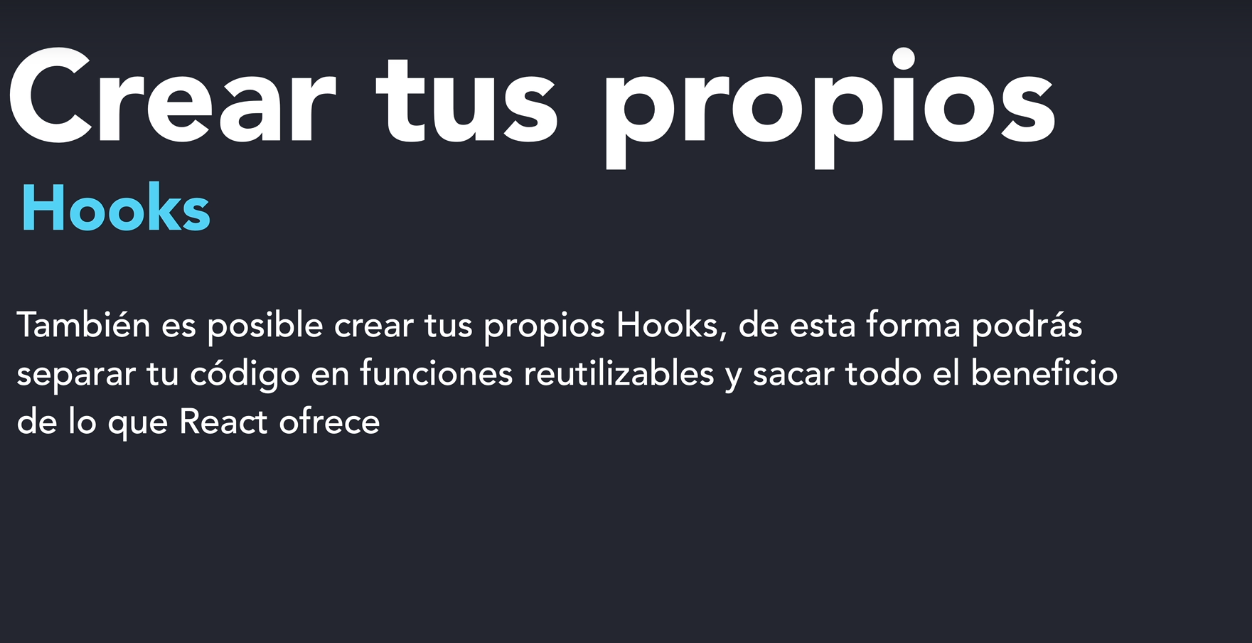 Crear tus propios
Hooks
También es posible crear tus propios Hooks, de esta forma podrás
separar tu código en funciones reutilizables y sacar todo el beneficio
de lo que React ofrece